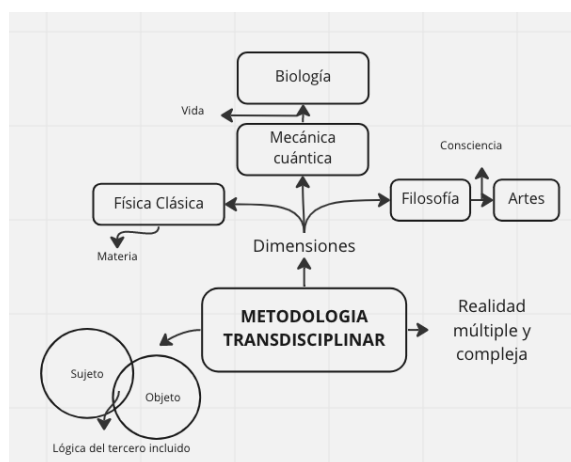 Biología
Vida
Mecánica
cuántica
Consciencia
Física Clásica
Filosofía
Artes
Materia
Dimensiones
METODOLOGIA
TRANSDISCIPLINAR
Realidad
múltiple y
compleja
Sujeto
Objeto
Lógica del tercero incluido